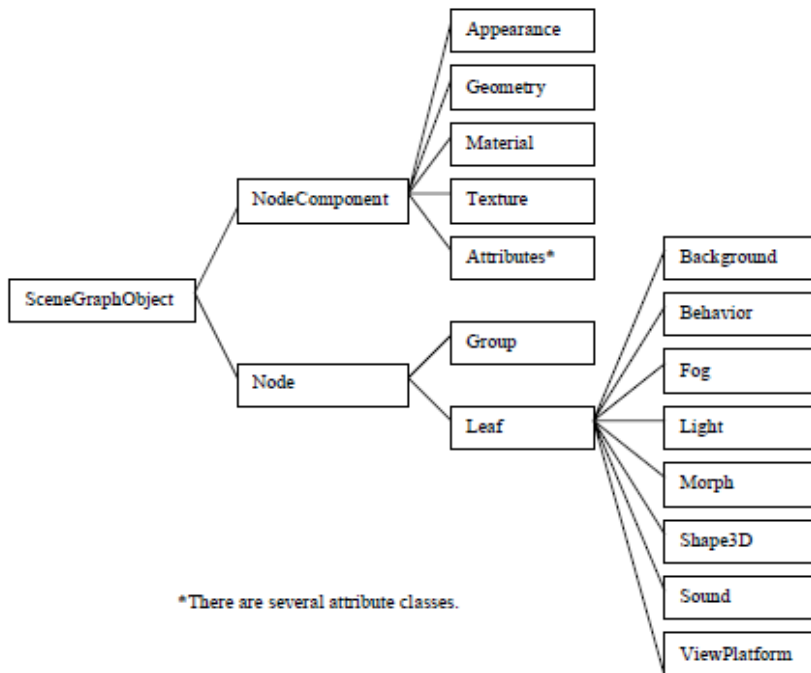 Appearance
Geometry
Material
NodeComponent
Texture
Attributes*
Background
SceneGraphObject
Behavior
Group
Node
Fog
Leaf
Light
Morph
Shape3D
*There are several attribute classes.
Sound
ViewPlatform